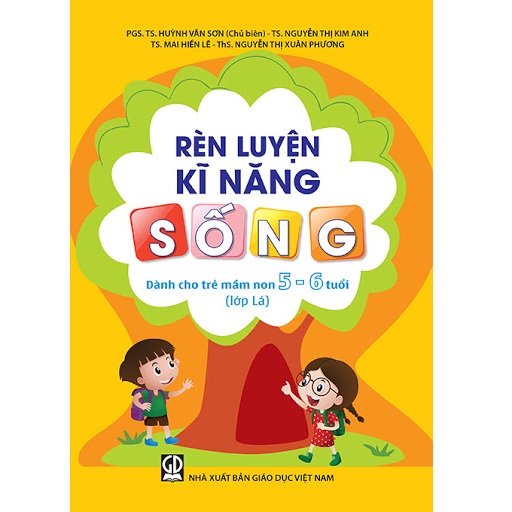 PGS. TS. HUỲNH VĂN SƠN (Chủ biên) - TS. NGUYỄN THỊ KIM ANH
TS. MAI HIỀN LÊ - ThS. NGUYỄN THỊ XUÂN PHƯƠNG
RÈN LUYỆN
KĨ NĂNG
SỐNG
Dành cho trẻ mầm non 5 - 6 tuổi
(lớp Lá)
GD
NHÀ XUẤT BẢN GIÁO DỤC VIỆT NAM